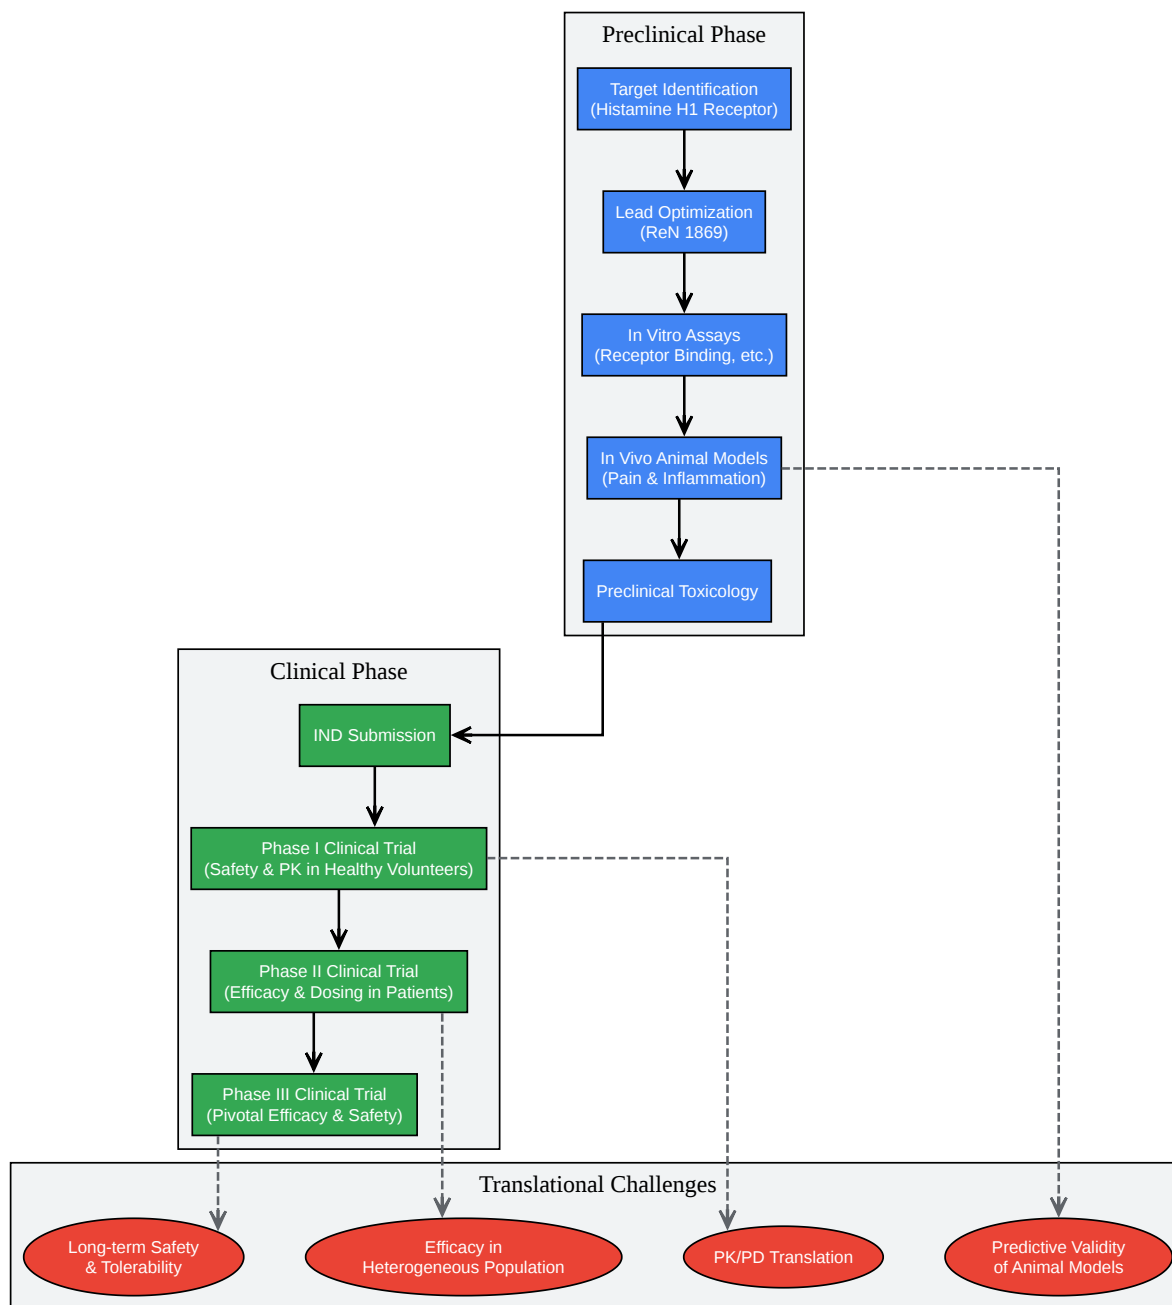 Preclinical Phase
Target Identification
(Histamine H1 Receptor)
Lead Optimization
(ReN 1869)
In Vitro Assays
(Receptor Binding, etc.)
In Vivo Animal Models
(Pain & Inflammation)
Preclinical Toxicology
Clinical Phase
IND Submission
Phase I Clinical Trial
(Safety & PK in Healthy Volunteers)
Phase II Clinical Trial
(Efficacy & Dosing in Patients)
Phase III Clinical Trial
(Pivotal Efficacy & Safety)
Translational Challenges
Long-term Safety
& Tolerability
Efficacy in
Heterogeneous Population
PK/PD Translation
Predictive Validity
of Animal Models